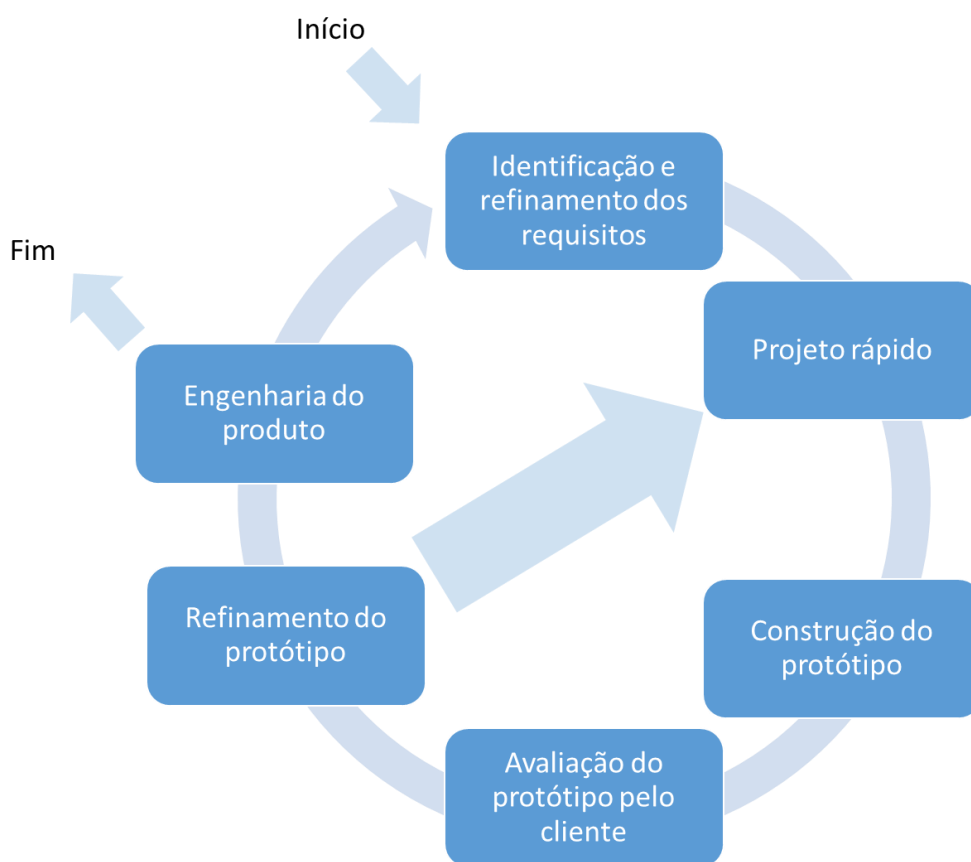 Início
Identificação e
refinamento dos
requisitos
Fim
Projeto rápido
Engenharia do
produto
Refinamento do
protótipo
Construção do
protótipo
Avaliação do
protótipo pelo
cliente